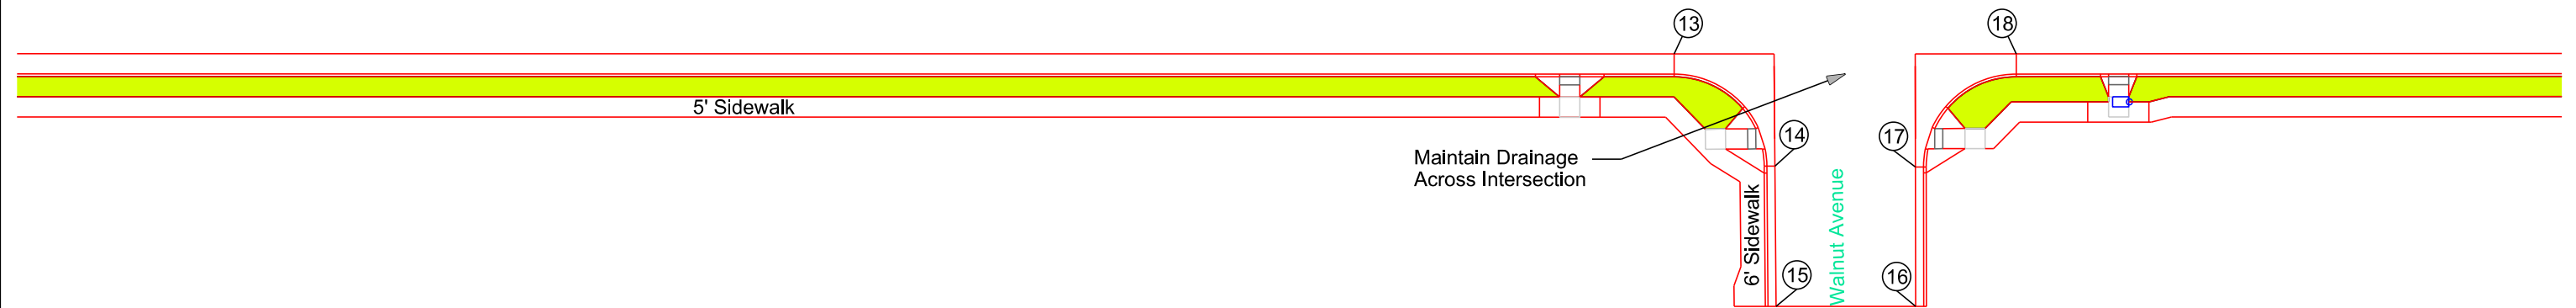 13
18
5' Sidewalk
Maintain Drainage
Across Intersection
14
17
6' Sidewalk
Walnut Avenue
15
16